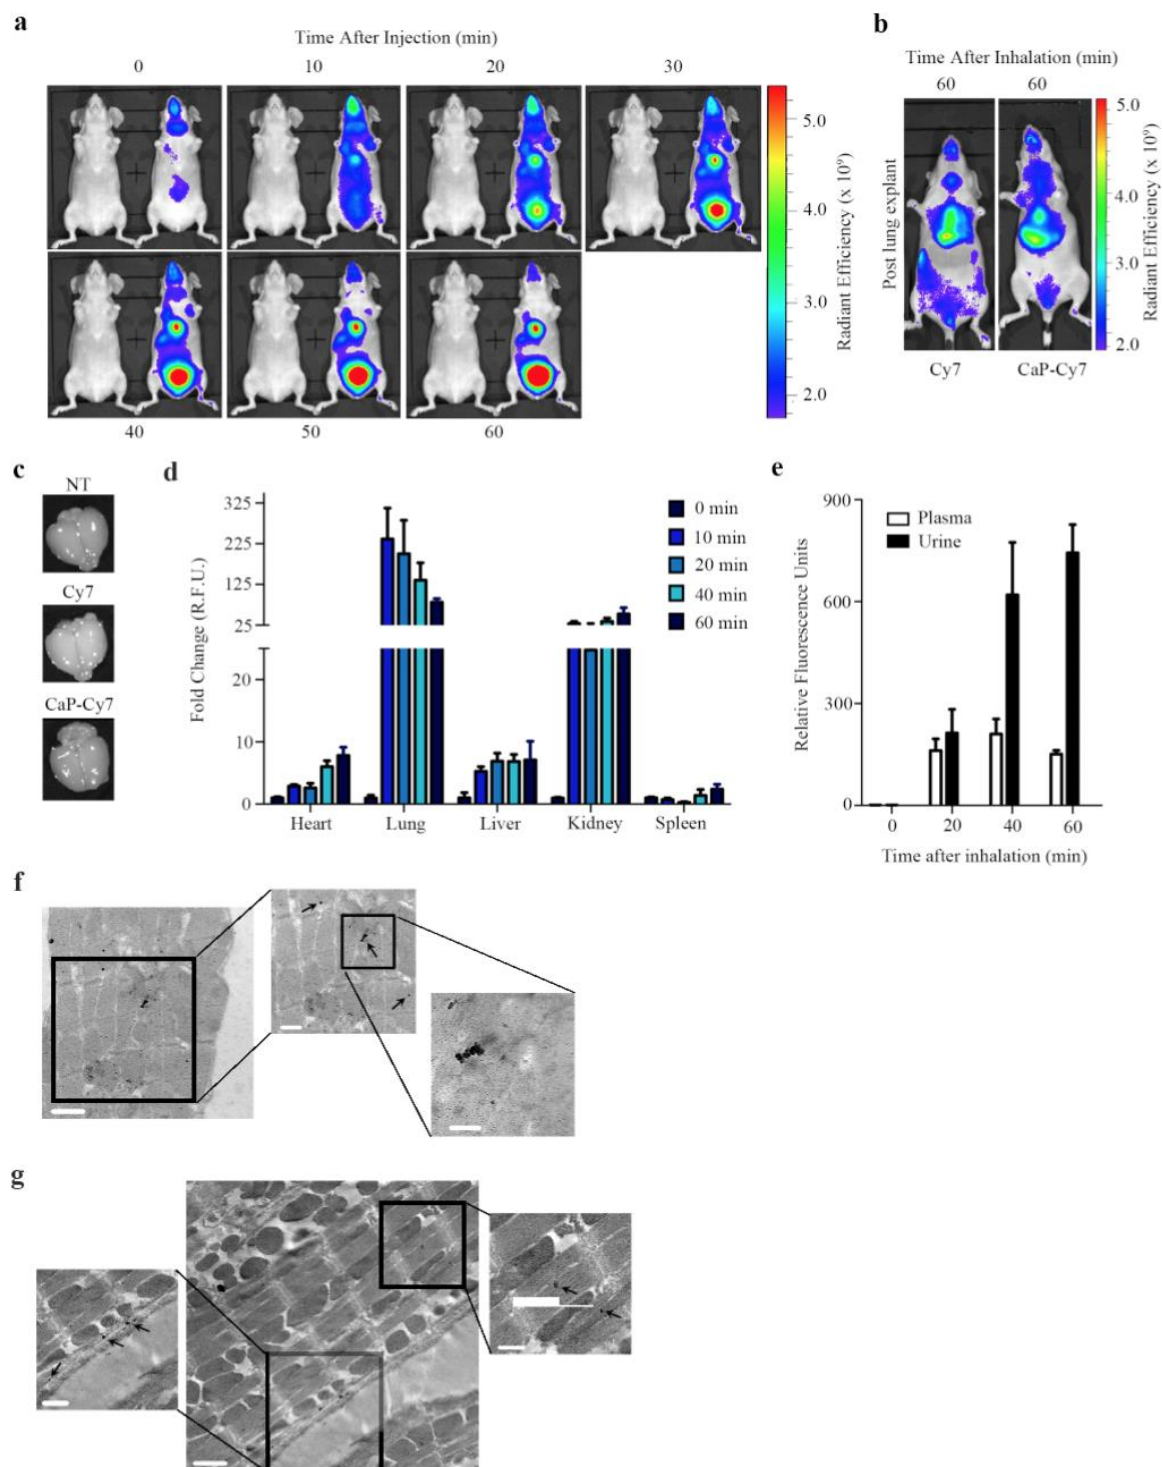 a
Time After Injection (min)
0 10 20 30
40 50 60
5.0
4.0
3.0
2.0
Radiant Efficiency (x 10⁹)
b
Time After Inhalation (min)
60 60
Post lung explant
Cy7 CaP-Cy7
5.0
4.0
3.0
2.0
Radiant Efficiency (x 10⁹)
c
NT
Cy7
CaP-Cy7
d
Fold Change (R.F.U.)
325
225
125
25
20
10
0
0 min
10 min
20 min
40 min
60 min
Heart Lung Liver Kidney Spleen
e
Relative Fluorescence Units
900
600
300
0
Plasma
Urine
0 20 40 60
Time after inhalation (min)
f
g